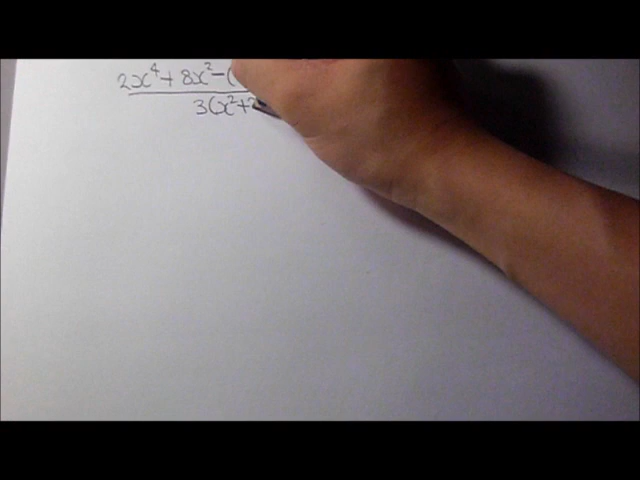 2x⁴ + 8x² - (
3(x² +